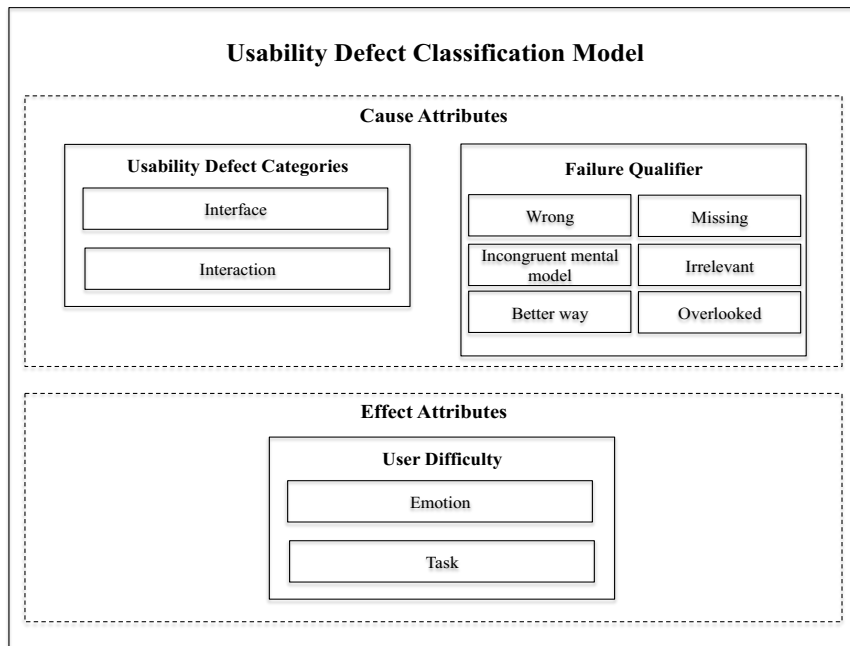 Usability Defect Classification Model
Cause Attributes
Usability Defect Categories
Interface
Interaction
Failure Qualifier
Wrong
Missing
Incongruent mental
model
Irrelevant
Better way
Overlooked
Effect Attributes
User Difficulty
Emotion
Task